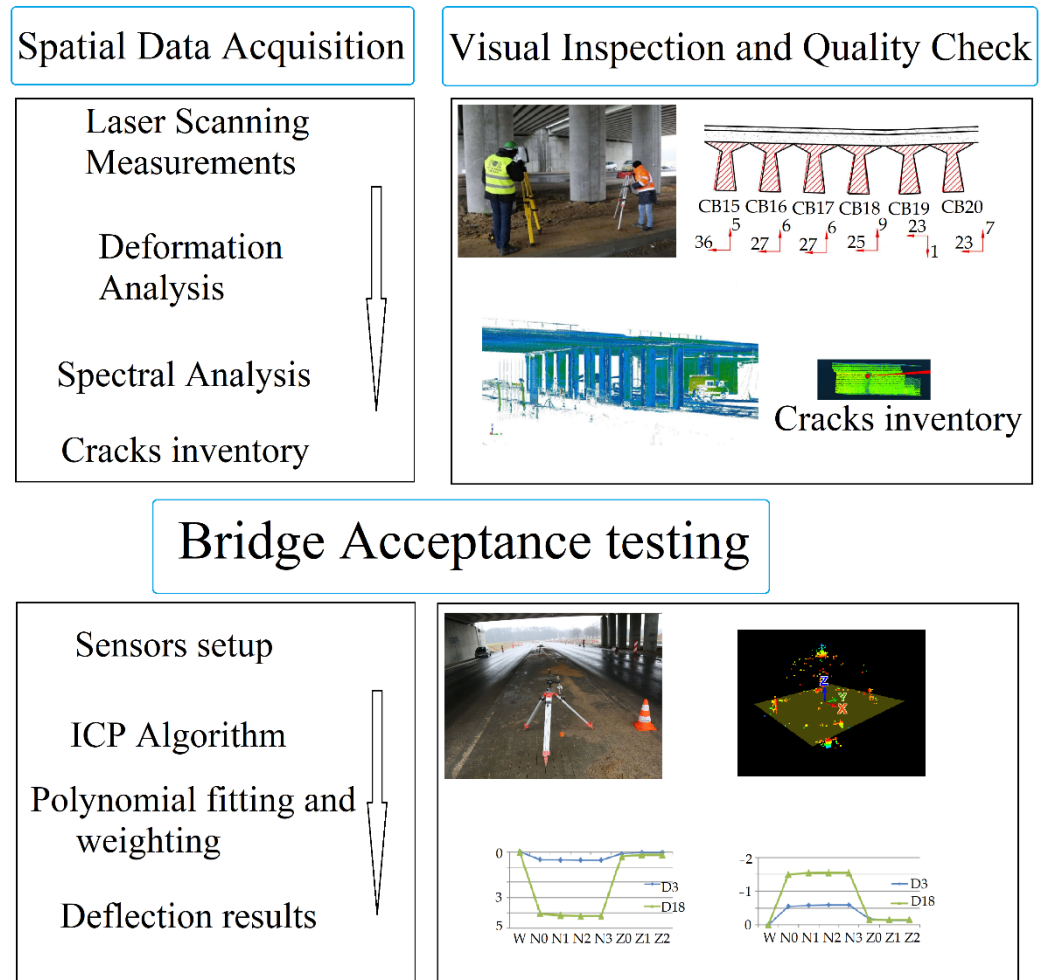 Spatial Data Acquisition
Visual Inspection and Quality Check
Laser Scanning
Measurements
Deformation
Analysis
Spectral Analysis
Cracks inventory
CB15 CB16 CB17 CB18 CB19 CB20
36 5 27 6 27 6 25 9 23 1 23 7
Cracks inventory
Bridge Acceptance testing
Sensors setup
ICP Algorithm
Polynomial fitting and
weighting
Deflection results
Z
Y
X
0
3
5
D3
D18
W N0 N1 N2 N3 Z0 Z1 Z2
-2
-1
0
D3
D18
W N0 N1 N2 N3 Z0 Z1 Z2